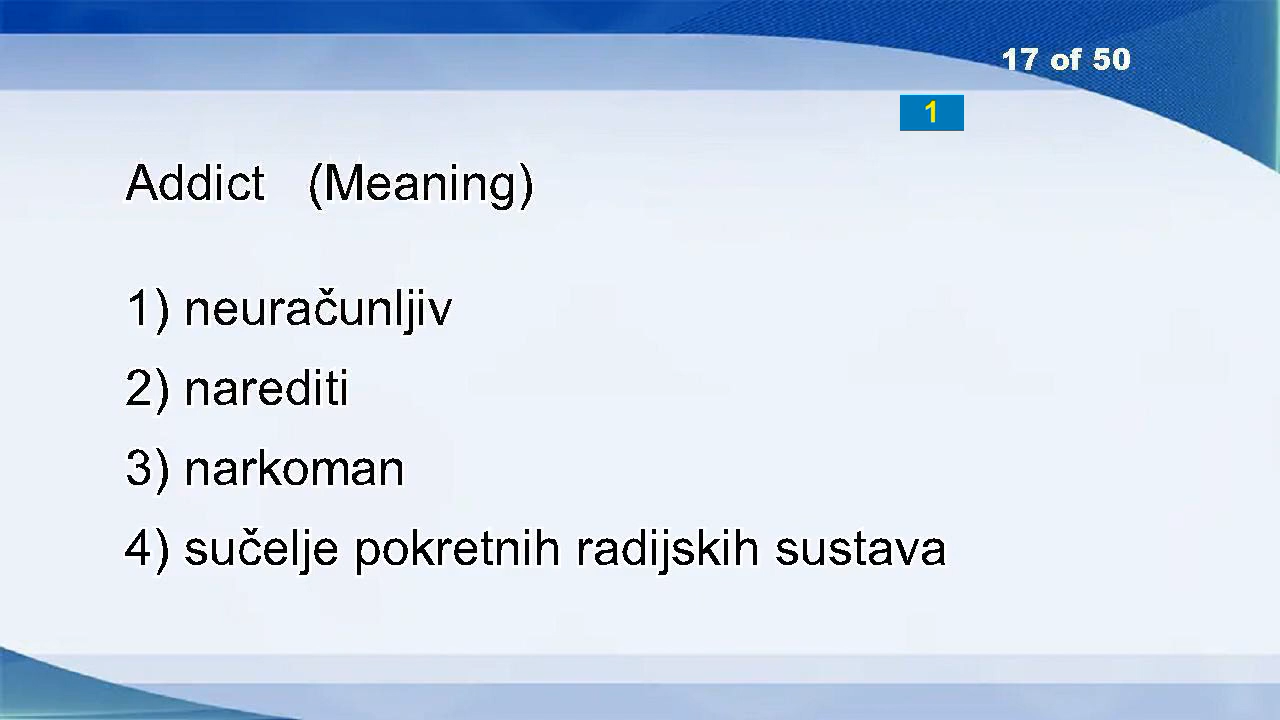 17 of 50
1
Addict (Meaning)
1) neuračunljiv
2) narediti
3) narkoman
4) sučelje pokretnih radijskih sustava